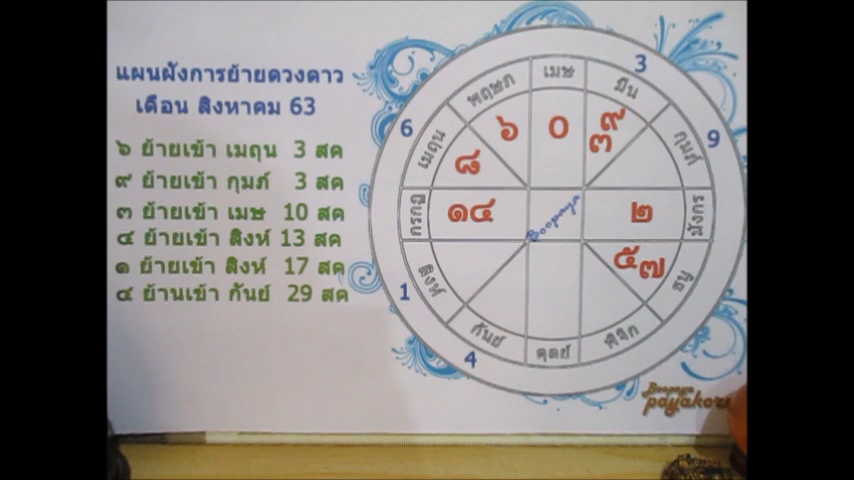 แผนผังการย้ายดวงดาว
เดือน สิงหาคม 63
๖ ย้ายเข้า เมถุน 3 สค
๙ ย้ายเข้า กุมภ์ 3 สค
๓ ย้ายเข้า เมษ 10 สค
๔ ย้ายเข้า สิงห์ 13 สค
๑ ย้ายเข้า สิงห์ 17 สค
๔ ย้านเข้า กันย์ 29 สค
3
พฤษภ เมษ มีน
6 9
เมถุน กุมภ์
๖ 0 ๓๙
๘
กรกฎ มังกร
๑๔ ๒
Boopaya
๕๗
สิงห์ ธนู
1
กันย์ ตุลย์ พิจิก
4
Boopaya
payakorn